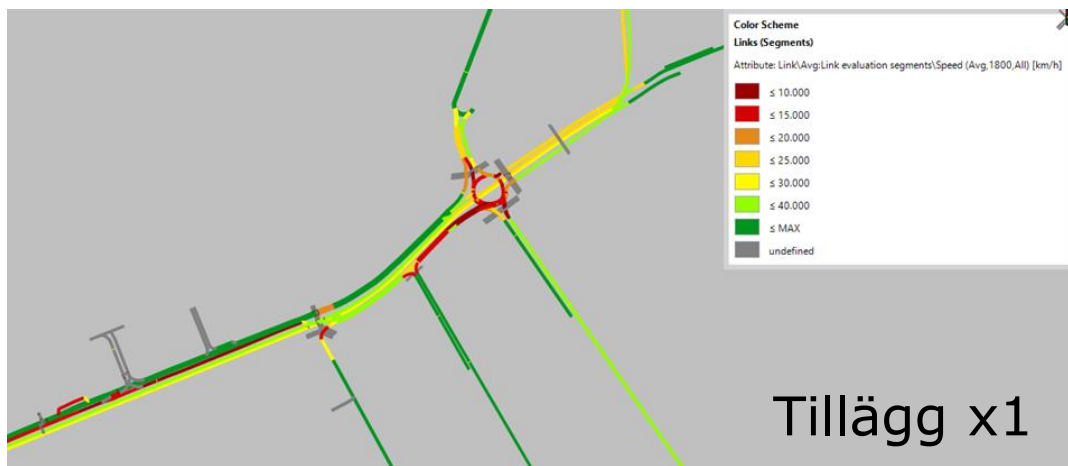 Color Scheme
Links (Segments)
Attribute: Link\Avg:Link evaluation segments\Speed (Avg,1800,All) [km/h]
≤ 10.000
≤ 15.000
≤ 20.000
≤ 25.000
≤ 30.000
≤ 40.000
≤ MAX
undefined
Tillägg x1